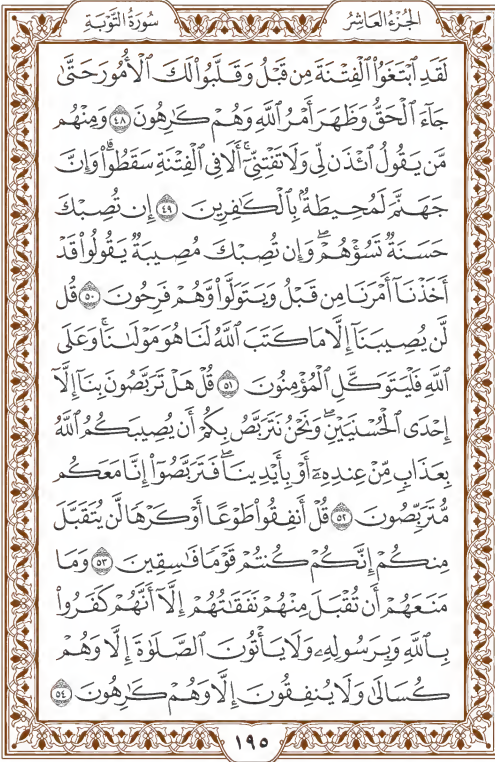 الجُزْءُ العَاشِرُ سُورَةُ التَّوْبَةِ
لَقَدِ ٱبْتَغَوُا۟ ٱلْفِتْنَةَ مِن قَبْلُ وَقَلَّبُوا۟ لَكَ ٱلْأُمُورَ حَتَّىٰ
جَآءَ ٱلْحَقُّ وَظَهَرَ أَمْرُ ٱللَّهِ وَهُمْ كَٰرِهُونَ ٤٨ وَمِنْهُم
مَّن يَقُولُ ٱئْذَن لِّى وَلَا تَفْتِنِّىٓ ۚ أَلَا فِى ٱلْفِتْنَةِ سَقَطُوا۟ ۗ وَإِنَّ
جَهَنَّمَ لَمُحِيطَةٌۢ بِٱلْكَٰفِرِينَ ٤٩ إِن تُصِبْكَ
حَسَنَةٌ تَسُؤْهُمْ ۖ وَإِن تُصِبْكَ مُصِيبَةٌ يَقُولُوا۟ قَدْ
أَخَذْنَآ أَمْرَنَا مِن قَبْلُ وَيَتَوَلَّوا۟ وَّهُمْ فَرِحُونَ ٥٠ قُل
لَّن يُصِيبَنَآ إِلَّا مَا كَتَبَ ٱللَّهُ لَنَا هُوَ مَوْلَىٰنَا ۚ وَعَلَى
ٱللَّهِ فَلْيَتَوَكَّلِ ٱلْمُؤْمِنُونَ ٥١ قُلْ هَلْ تَرَبَّصُونَ بِنَآ إِلَّآ
إِحْدَى ٱلْحُسْنَيَيْنِ ۖ وَنَحْنُ نَتَرَبَّصُ بِكُمْ أَن يُصِيبَكُمُ ٱللَّهُ
بِعَذَابٍ مِّنْ عِندِهِۦٓ أَوْ بِأَيْدِينَا ۖ فَتَرَبَّصُوٓا۟ إِنَّا مَعَكُم
مُّتَرَبِّصُونَ ٥٢ قُلْ أَنفِقُوا۟ طَوْعًا أَوْ كَرْهًا لَّن يُتَقَبَّلَ
مِنكُمْ ۖ إِنَّكُمْ كُنتُمْ قَوْمًا فَٰسِقِينَ ٥٣ وَمَا
مَنَعَهُمْ أَن تُقْبَلَ مِنْهُمْ نَفَقَٰتُهُمْ إِلَّآ أَنَّهُمْ كَفَرُوا۟
بِٱللَّهِ وَبِرَسُولِهِۦ وَلَا يَأْتُونَ ٱلصَّلَوٰةَ إِلَّا وَهُمْ
كُسَالَىٰ وَلَا يُنفِقُونَ إِلَّا وَهُمْ كَٰرِهُونَ ٥٤
١٩٥